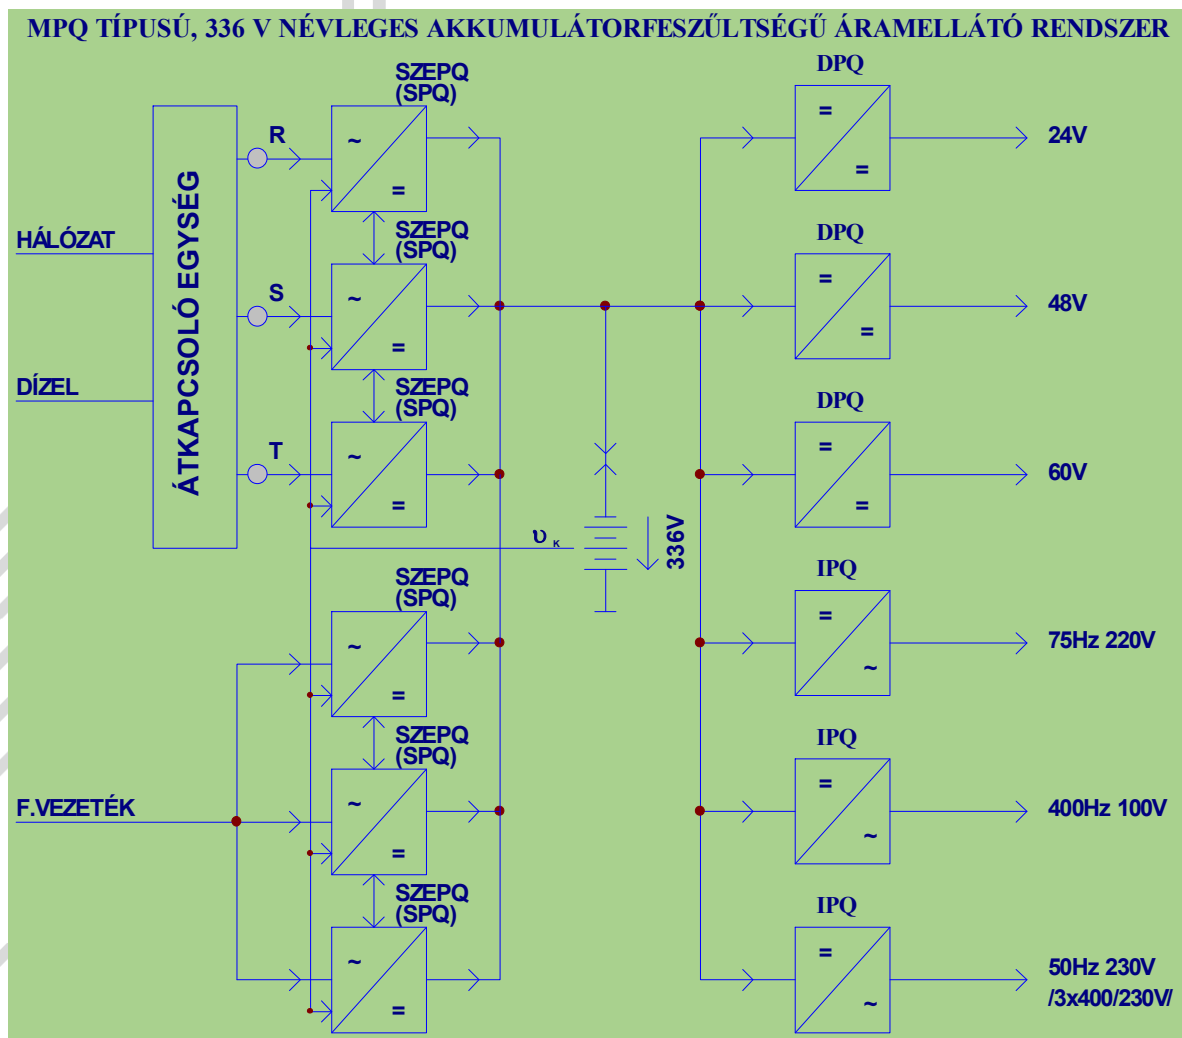 MPQ TÍPUSÚ, 336 V NÉVLEGES AKKUMULÁTORFESZŰLTSÉGŰ ÁRAMELLÁTÓ RENDSZER
SZEPQ
(SPQ)
DPQ
~
=
=
=
24V
R
ÁTKAPCSOLÓ EGYSÉG
HÁLÓZAT
DÍZEL
SZEPQ
(SPQ)
S
~
=
DPQ
=
=
48V
SZEPQ
(SPQ)
T
~
=
DPQ
=
=
60V
υ K
336V
SZEPQ
(SPQ)
~
=
IPQ
=
~
75Hz 220V
SZEPQ
(SPQ)
F.VEZETÉK
~
=
IPQ
=
~
400Hz 100V
SZEPQ
(SPQ)
~
=
IPQ
=
~
50Hz 230V
/3x400/230V/